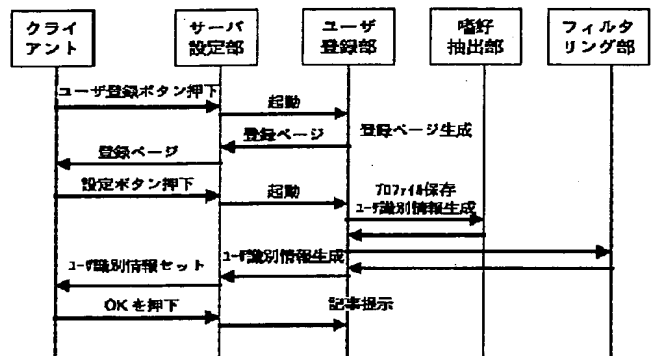 クライ
アント
サーバ
設定部
ユーザ
登録部
嗜好
抽出部
フィルタ
リング部
ユーザ登録ボタン押下
起動
登録ページ生成
登録ページ
登録ページ
設定ボタン押下
起動
プロファイル保存
ユーザ識別情報生成
ユーザ識別情報生成
ユーザ識別情報セット
OKを押下
記事提示